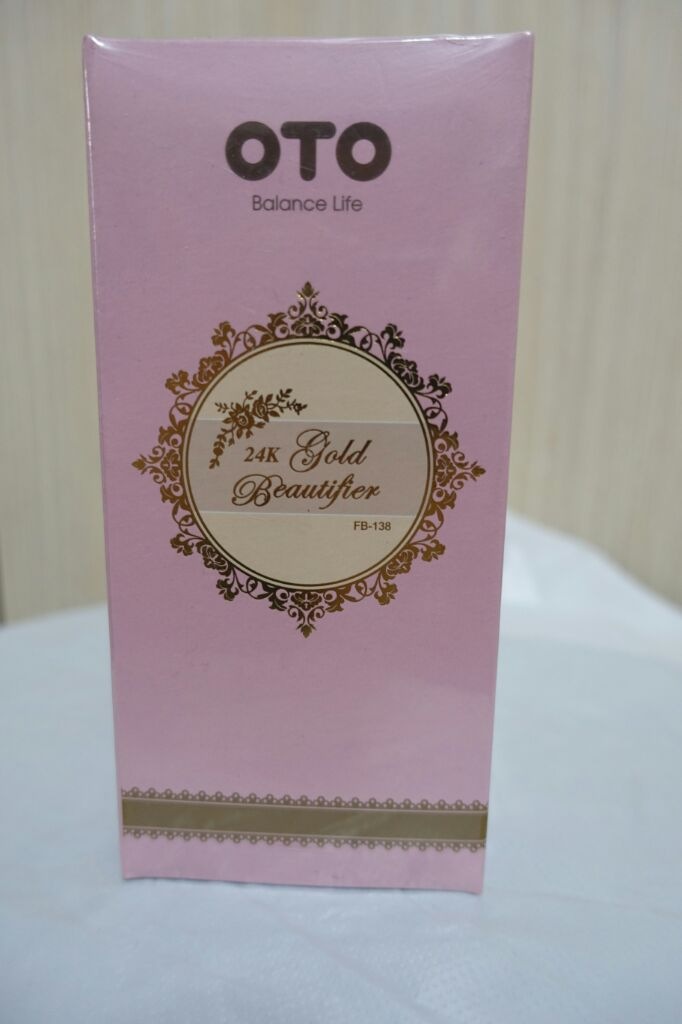 OTO
Balance Life
24K Gold
Beautifier
FB-138